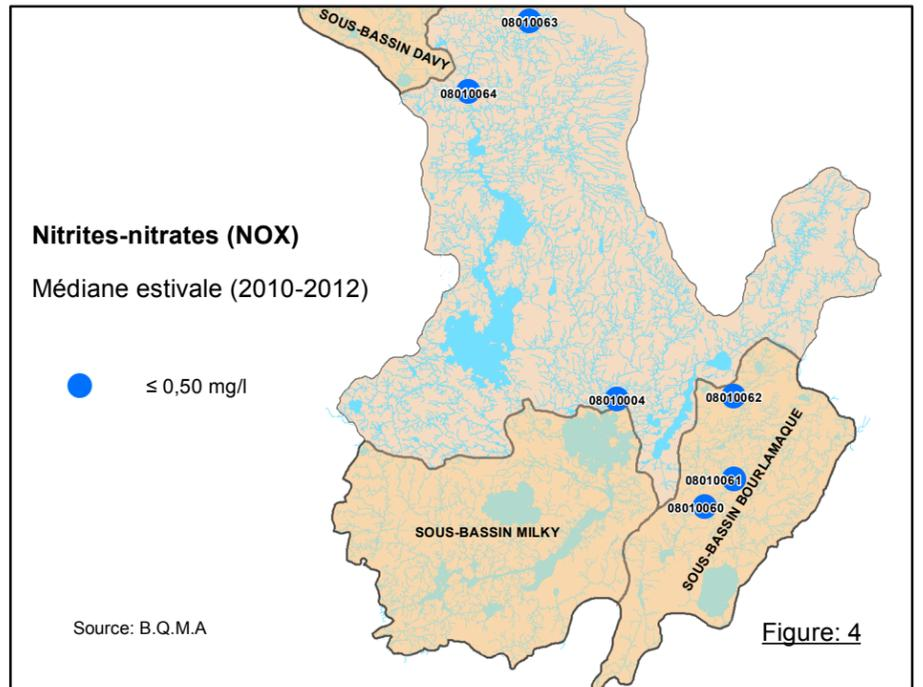 SOUS-BASSIN DAVY
08010063
08010064
Nitrites-nitrates (NOX)
Médiane estivale (2010-2012)
≤ 0,50 mg/l
08010004
08010062
08010061
08010060
SOUS-BASSIN BOURLAMAQUE
SOUS-BASSIN MILKY
Source: B.Q.M.A
Figure: 4